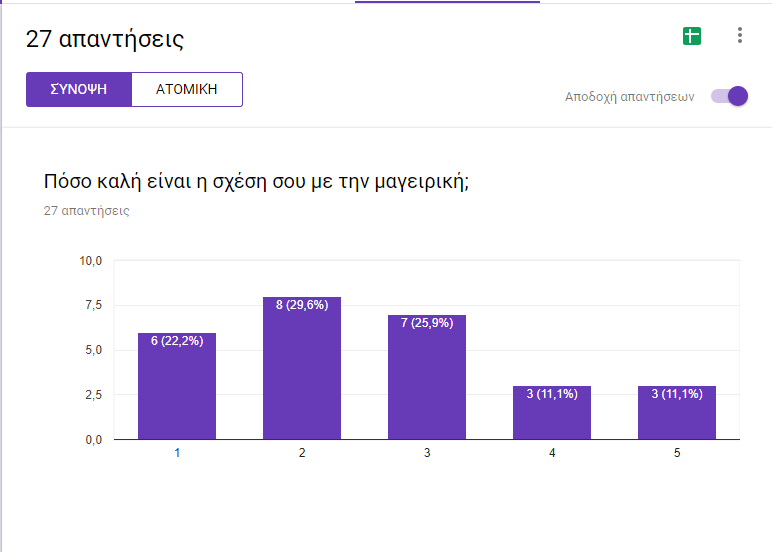 27 απαντήσεις
ΣΎΝΟΨΗ ΑΤΟΜΙΚΉ
Αποδοχή απαντήσεων
Πόσο καλή είναι η σχέση σου με την μαγειρική;
27 απαντήσεις
10,0
7,5
5,0
2,5
0,0
6 (22,2%)
8 (29,6%)
7 (25,9%)
3 (11,1%)
3 (11,1%)
1 2 3 4 5